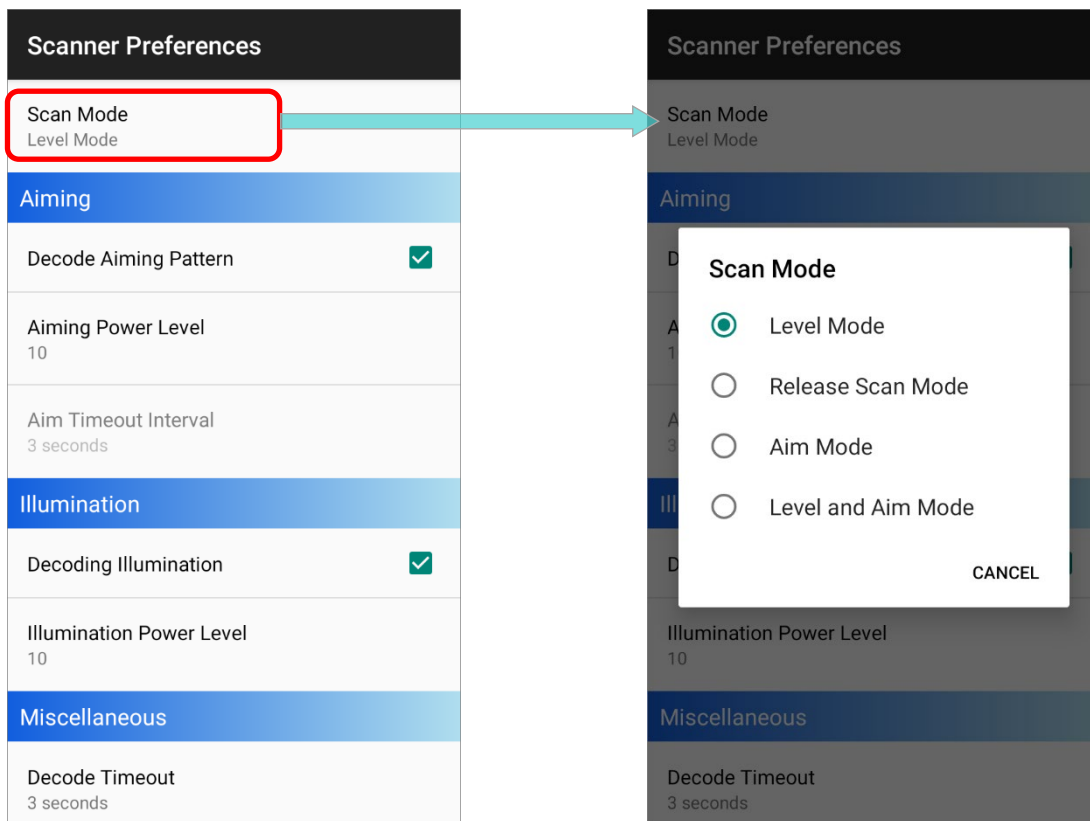 Scanner Preferences
Scan Mode
Level Mode
Aiming
Decode Aiming Pattern
Aiming Power Level
10
Aim Timeout Interval
3 seconds
Illumination
Decoding Illumination
Illumination Power Level
10
Miscellaneous
Decode Timeout
3 seconds
Scanner Preferences
Scan Mode
Level Mode
Aiming
D
A
1
A
3
Ill
D
Scan Mode
Level Mode
Release Scan Mode
Aim Mode
Level and Aim Mode
CANCEL
Illumination Power Level
10
Miscellaneous
Decode Timeout
3 seconds